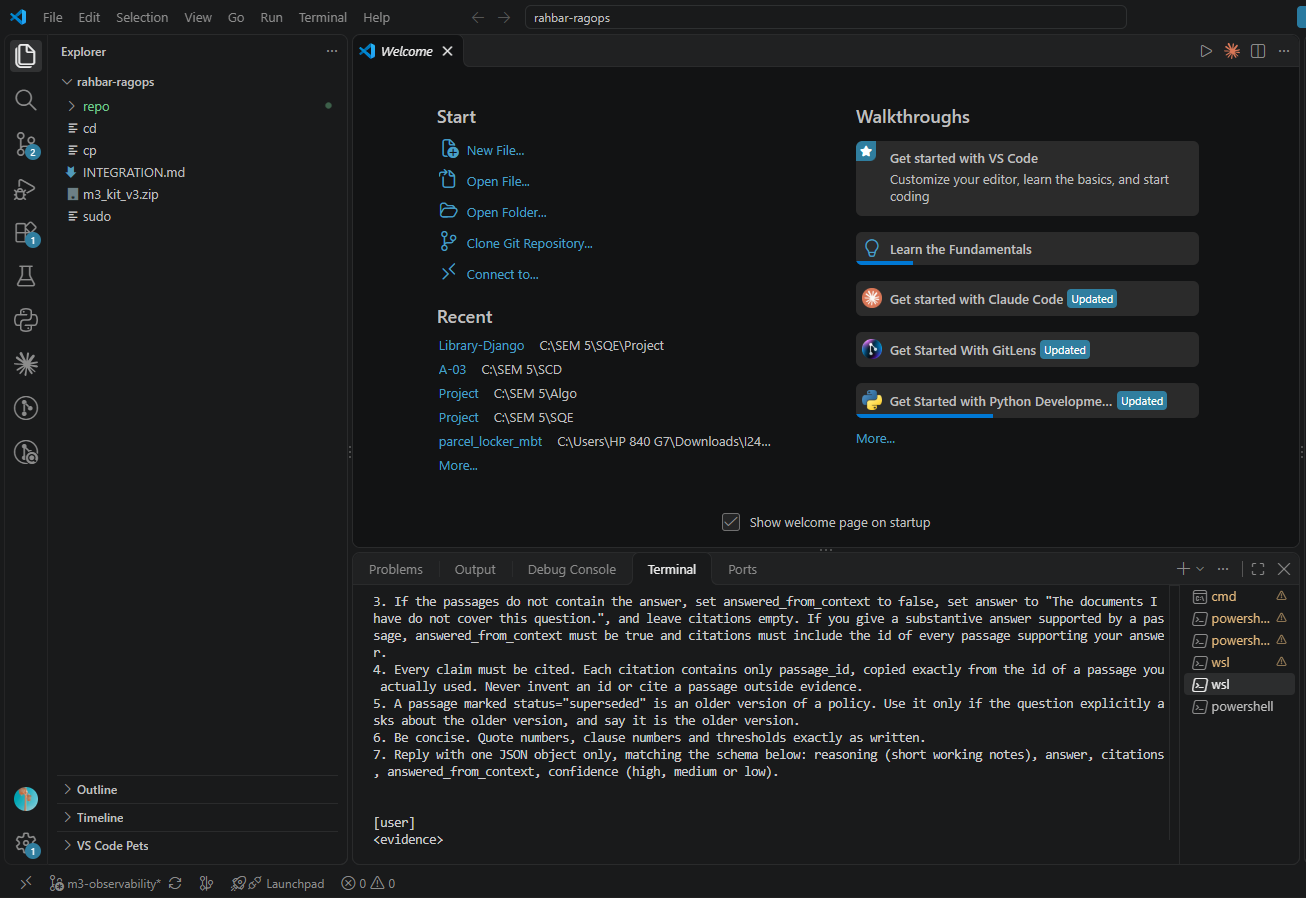 File Edit Selection View Go Run Terminal Help
rahbar-ragops
Explorer
rahbar-ragops
repo
cd
cp
INTEGRATION.md
m3_kit_v3.zip
sudo
2
1
Outline
Timeline
VS Code Pets
1
Welcome
Start
New File...
Open File...
Open Folder...
Clone Git Repository...
Connect to...
Recent
Library-Django C:\SEM 5\SQE\Project
A-03 C:\SEM 5\SCD
Project C:\SEM 5\Algo
Project C:\SEM 5\SQE
parcel_locker_mbt C:\Users\HP 840 G7\Downloads\I24...
More...
Walkthroughs
Get started with VS Code
Customize your editor, learn the basics, and start
coding
Learn the Fundamentals
Get started with Claude Code Updated
Get Started With GitLens Updated
Get Started with Python Developme... Updated
More...
Show welcome page on startup
Problems Output Debug Console Terminal Ports
3. If the passages do not contain the answer, set answered_from_context to false, set answer to "The documents I
have do not cover this question.", and leave citations empty. If you give a substantive answer supported by a pas
sage, answered_from_context must be true and citations must include the id of every passage supporting your answe
r.
4. Every claim must be cited. Each citation contains only passage_id, copied exactly from the id of a passage you
actually used. Never invent an id or cite a passage outside evidence.
5. A passage marked status="superseded" is an older version of a policy. Use it only if the question explicitly a
sks about the older version, and say it is the older version.
6. Be concise. Quote numbers, clause numbers and thresholds exactly as written.
7. Reply with one JSON object only, matching the schema below: reasoning (short working notes), answer, citations
, answered_from_context, confidence (high, medium or low).
[user]
<evidence>
cmd
powersh...
powersh...
wsl
wsl
powershell
m3-observability* Launchpad 0 0